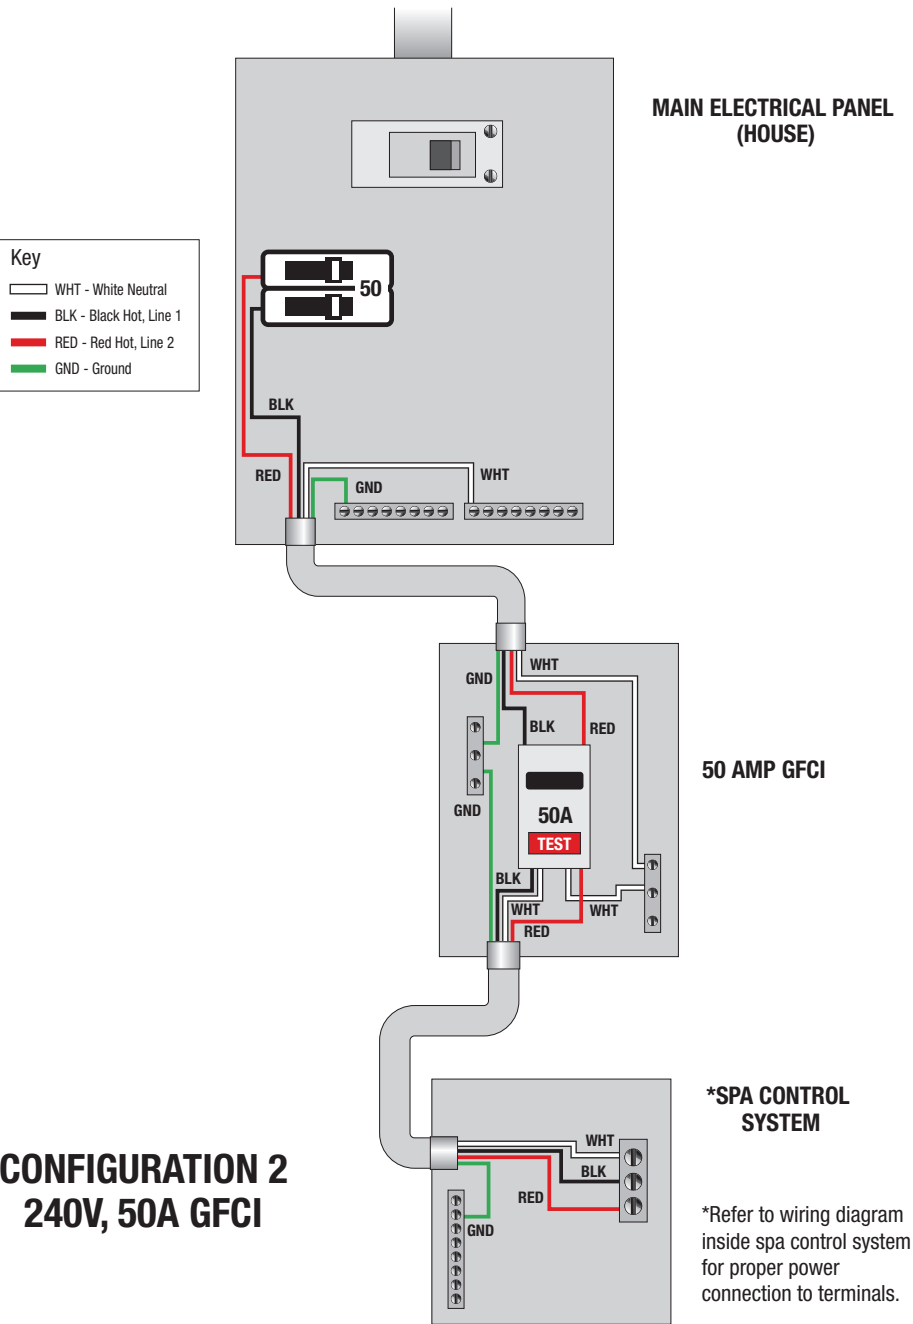 MAIN ELECTRICAL PANEL
(HOUSE)
Key
WHT - White Neutral
BLK - Black Hot, Line 1
RED - Red Hot, Line 2
GND - Ground
50
BLK
RED
GND
WHT
WHT
GND
BLK
RED
50 AMP GFCI
GND
50A
TEST
BLK
WHT
WHT
RED
*SPA CONTROL
SYSTEM
WHT
BLK
RED
GND
CONFIGURATION 2
240V, 50A GFCI
*Refer to wiring diagram
inside spa control system
for proper power
connection to terminals.